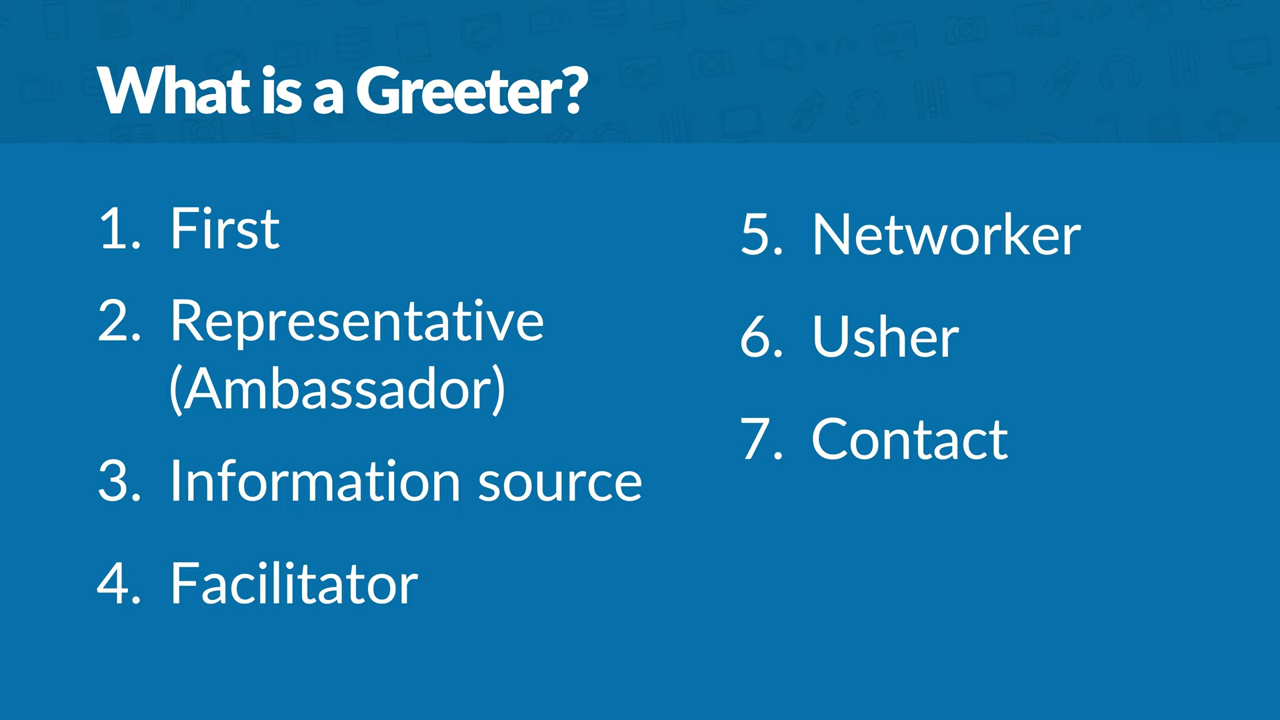 What is a Greeter?
1. First
2. Representative
(Ambassador)
3. Information source
4. Facilitator
5. Networker
6. Usher
7. Contact